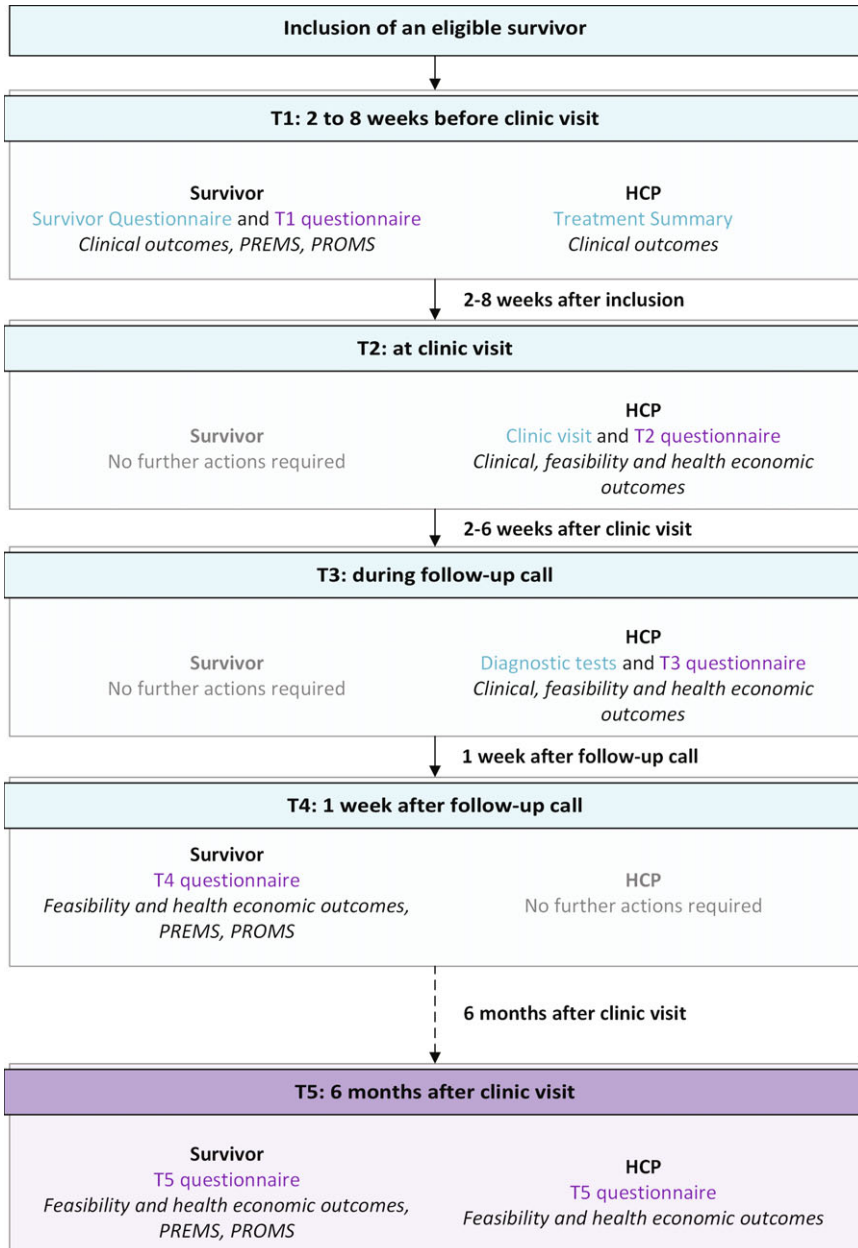 Inclusion of an eligible survivor
T1: 2 to 8 weeks before clinic visit
Survivor
Survivor Questionnaire and T1 questionnaire
Clinical outcomes, PREMS, PROMS
HCP
Treatment Summary
Clinical outcomes
2-8 weeks after inclusion
T2: at clinic visit
Survivor
No further actions required
HCP
Clinic visit and T2 questionnaire
Clinical, feasibility and health economic
outcomes
2-6 weeks after clinic visit
T3: during follow-up call
Survivor
No further actions required
HCP
Diagnostic tests and T3 questionnaire
Clinical, feasibility and health economic
outcomes
1 week after follow-up call
T4: 1 week after follow-up call
Survivor
T4 questionnaire
Feasibility and health economic outcomes,
PREMS, PROMS
HCP
No further actions required
6 months after clinic visit
T5: 6 months after clinic visit
Survivor
T5 questionnaire
Feasibility and health economic outcomes,
PREMS, PROMS
HCP
T5 questionnaire
Feasibility and health economic outcomes